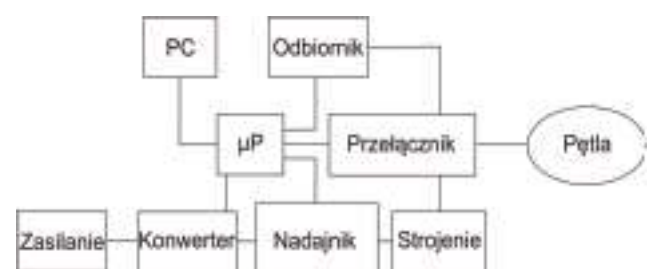 PC
Odbiornik
µP
Przełącznik
Pętla
Zasilanie
Konwerter
Nadajnik
Strojenie